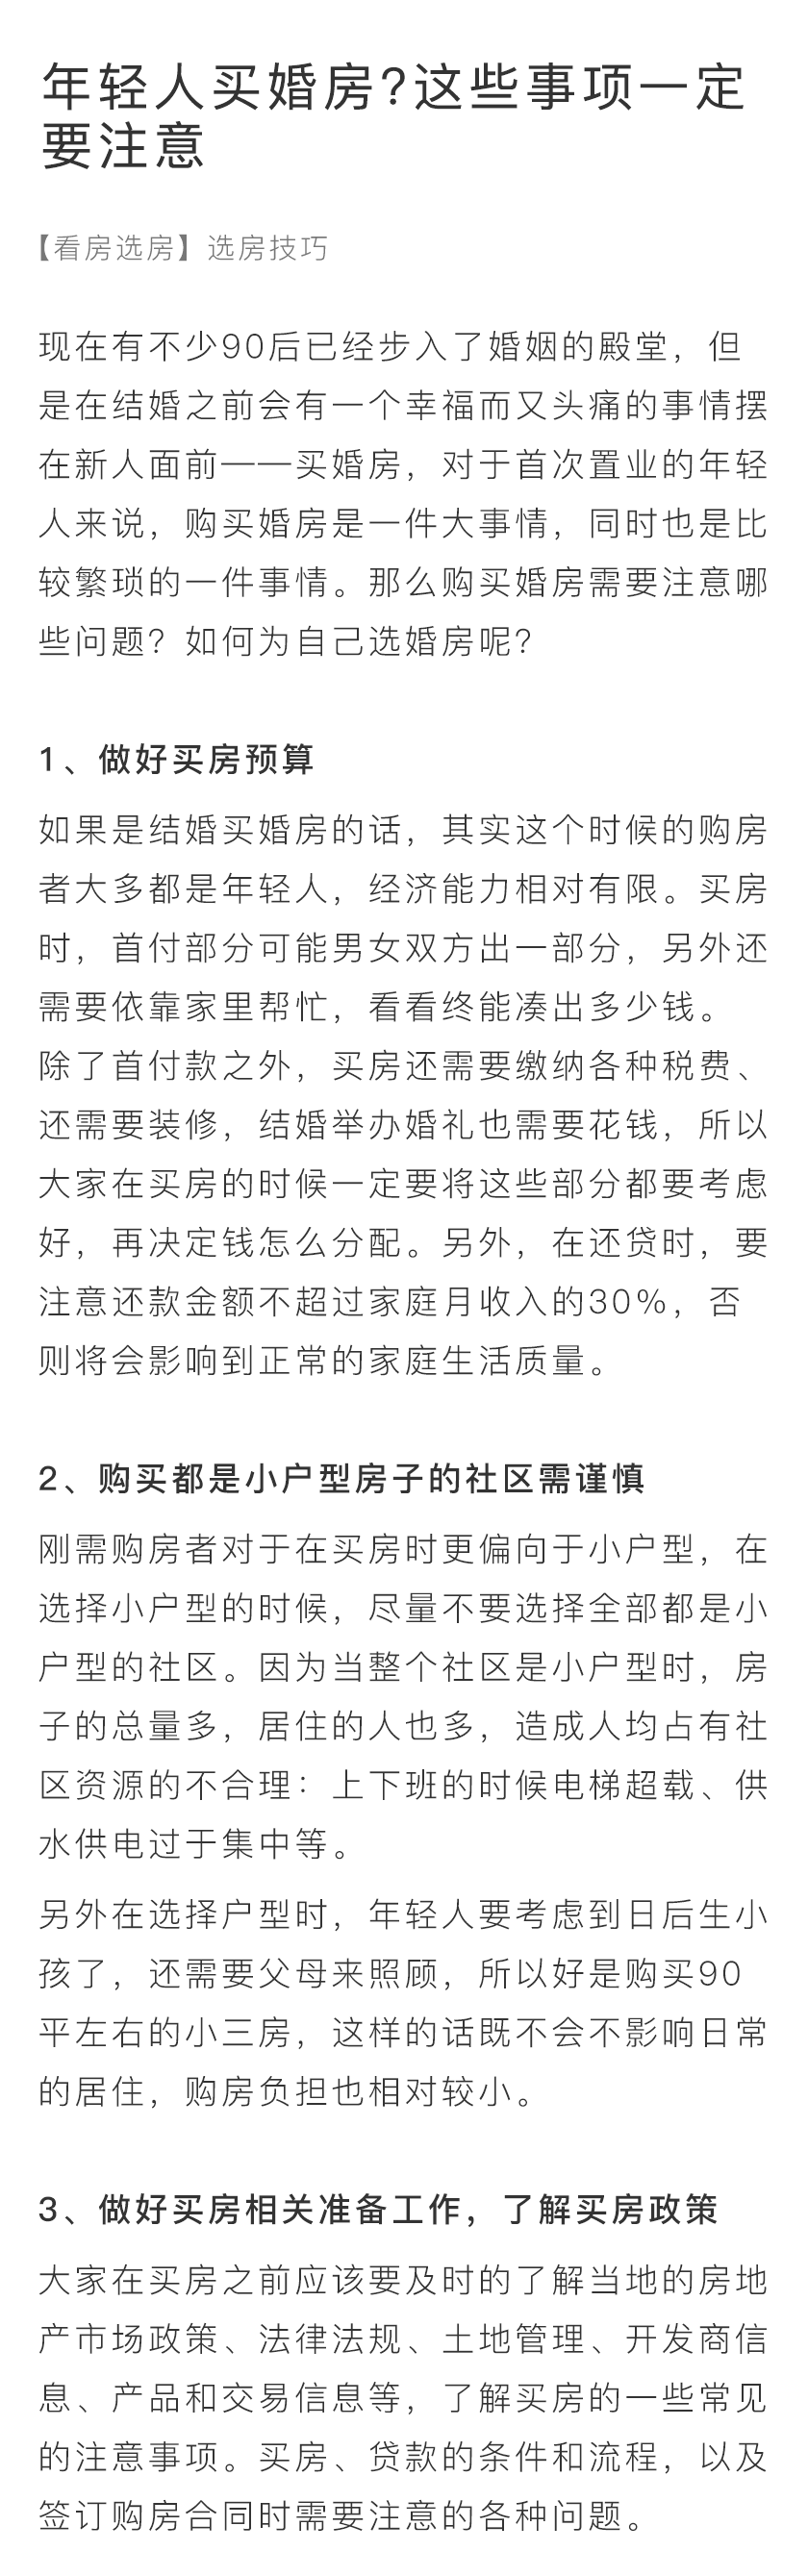 年轻人买婚房?这些事项一定
要注意
【看房选房】选房技巧
现在有不少90后已经步入了婚姻的殿堂，但
是在结婚之前会有一个幸福而又头痛的事情摆
在新人面前——买婚房，对于首次置业的年轻
人来说，购买婚房是一件大事情，同时也是比
较繁琐的一件事情。那么购买婚房需要注意哪
些问题？如何为自己选婚房呢？
1、做好买房预算
如果是结婚买婚房的话，其实这个时候的购房
者大多都是年轻人，经济能力相对有限。买房
时，首付部分可能男女双方出一部分，另外还
需要依靠家里帮忙，看看终能凑出多少钱。
除了首付款之外，买房还需要缴纳各种税费、
还需要装修，结婚举办婚礼也需要花钱，所以
大家在买房的时候一定要将这些部分都要考虑
好，再决定钱怎么分配。另外，在还贷时，要
注意还款金额不超过家庭月收入的30%，否
则将会影响到正常的家庭生活质量。
2、购买都是小户型房子的社区需谨慎
刚需购房者对于在买房时更偏向于小户型，在
选择小户型的时候，尽量不要选择全部都是小
户型的社区。因为当整个社区是小户型时，房
子的总量多，居住的人也多，造成人均占有社
区资源的不合理：上下班的时候电梯超载、供
水供电过于集中等。
另外在选择户型时，年轻人要考虑到日后生小
孩了，还需要父母来照顾，所以好是购买90
平左右的小三房，这样的话既不会不影响日常
的居住，购房负担也相对较小。
3、做好买房相关准备工作，了解买房政策
大家在买房之前应该要及时的了解当地的房地
产市场政策、法律法规、土地管理、开发商信
息、产品和交易信息等，了解买房的一些常见
的注意事项。买房、贷款的条件和流程，以及
签订购房合同时需要注意的各种问题。